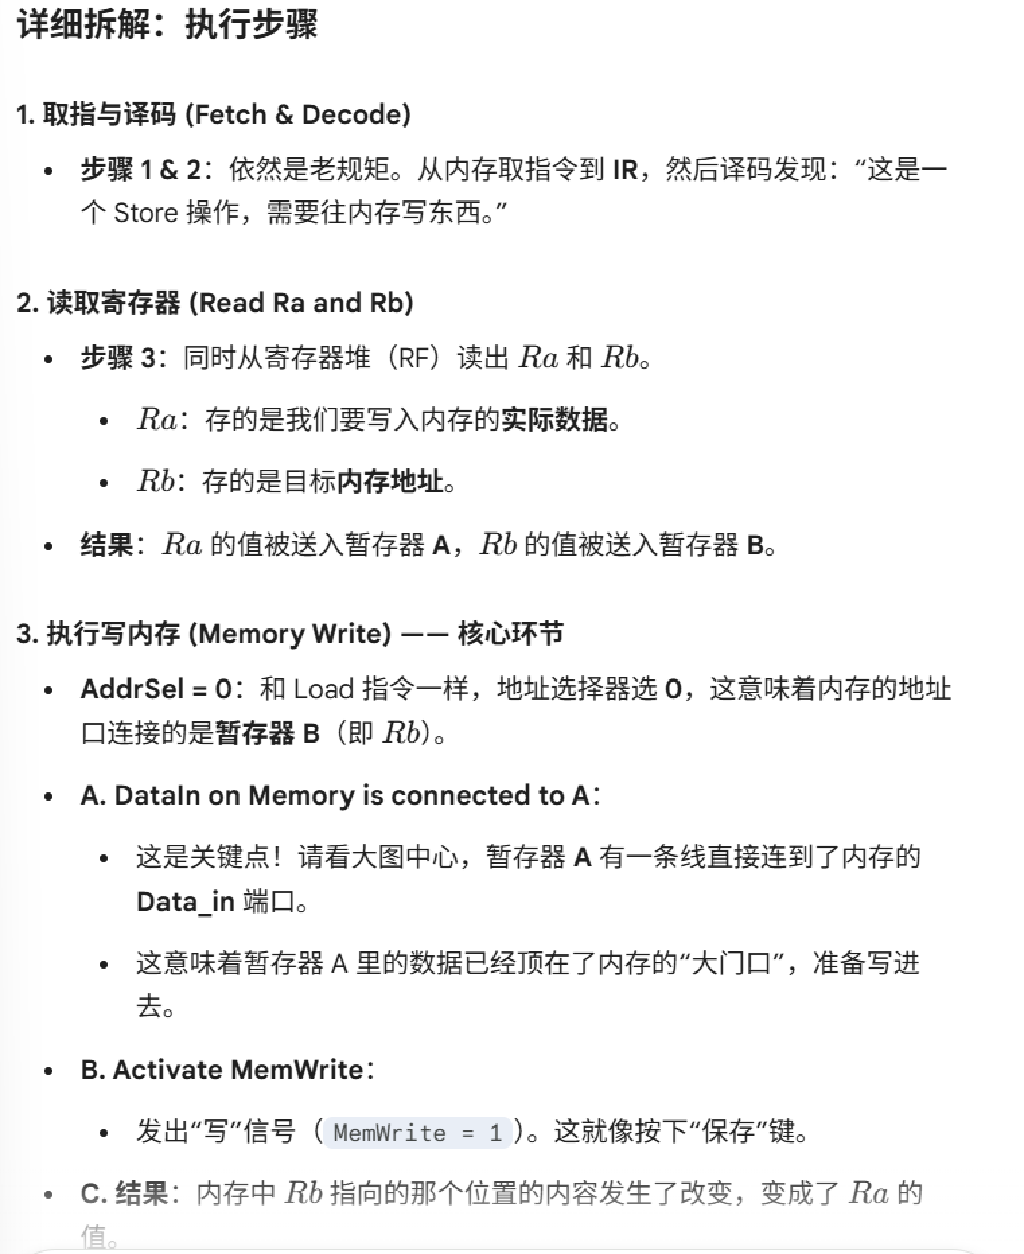 详细拆解：执行步骤
1. 取指与译码 (Fetch & Decode)
• 步骤 1 & 2：依然是老规矩。从内存取指令到 IR，然后译码发现：“这是一
个 Store 操作，需要往内存写东西。”
2. 读取寄存器 (Read Ra and Rb)
• 步骤 3：同时从寄存器堆（RF）读出 Ra 和 Rb。
• Ra：存的是我们要写入内存的实际数据。
• Rb：存的是目标内存地址。
• 结果：Ra 的值被送入暂存器 A，Rb 的值被送入暂存器 B。
3. 执行写内存 (Memory Write) —— 核心环节
• AddrSel = 0：和 Load 指令一样，地址选择器选 0，这意味着内存的地址
口连接的是暂存器 B（即 Rb）。
• A. DataIn on Memory is connected to A：
• 这是关键点！请看大图中心，暂存器 A 有一条线直接连到了内存的
Data_in 端口。
• 这意味着暂存器 A 里的数据已经顶在了内存的“大门口”，准备写进
去。
• B. Activate MemWrite：
• 发出“写”信号（MemWrite = 1）。这就像按下“保存”键。
• C. 结果：内存中 Rb 指向的那个位置的内容发生了改变，变成了 Ra 的
值。